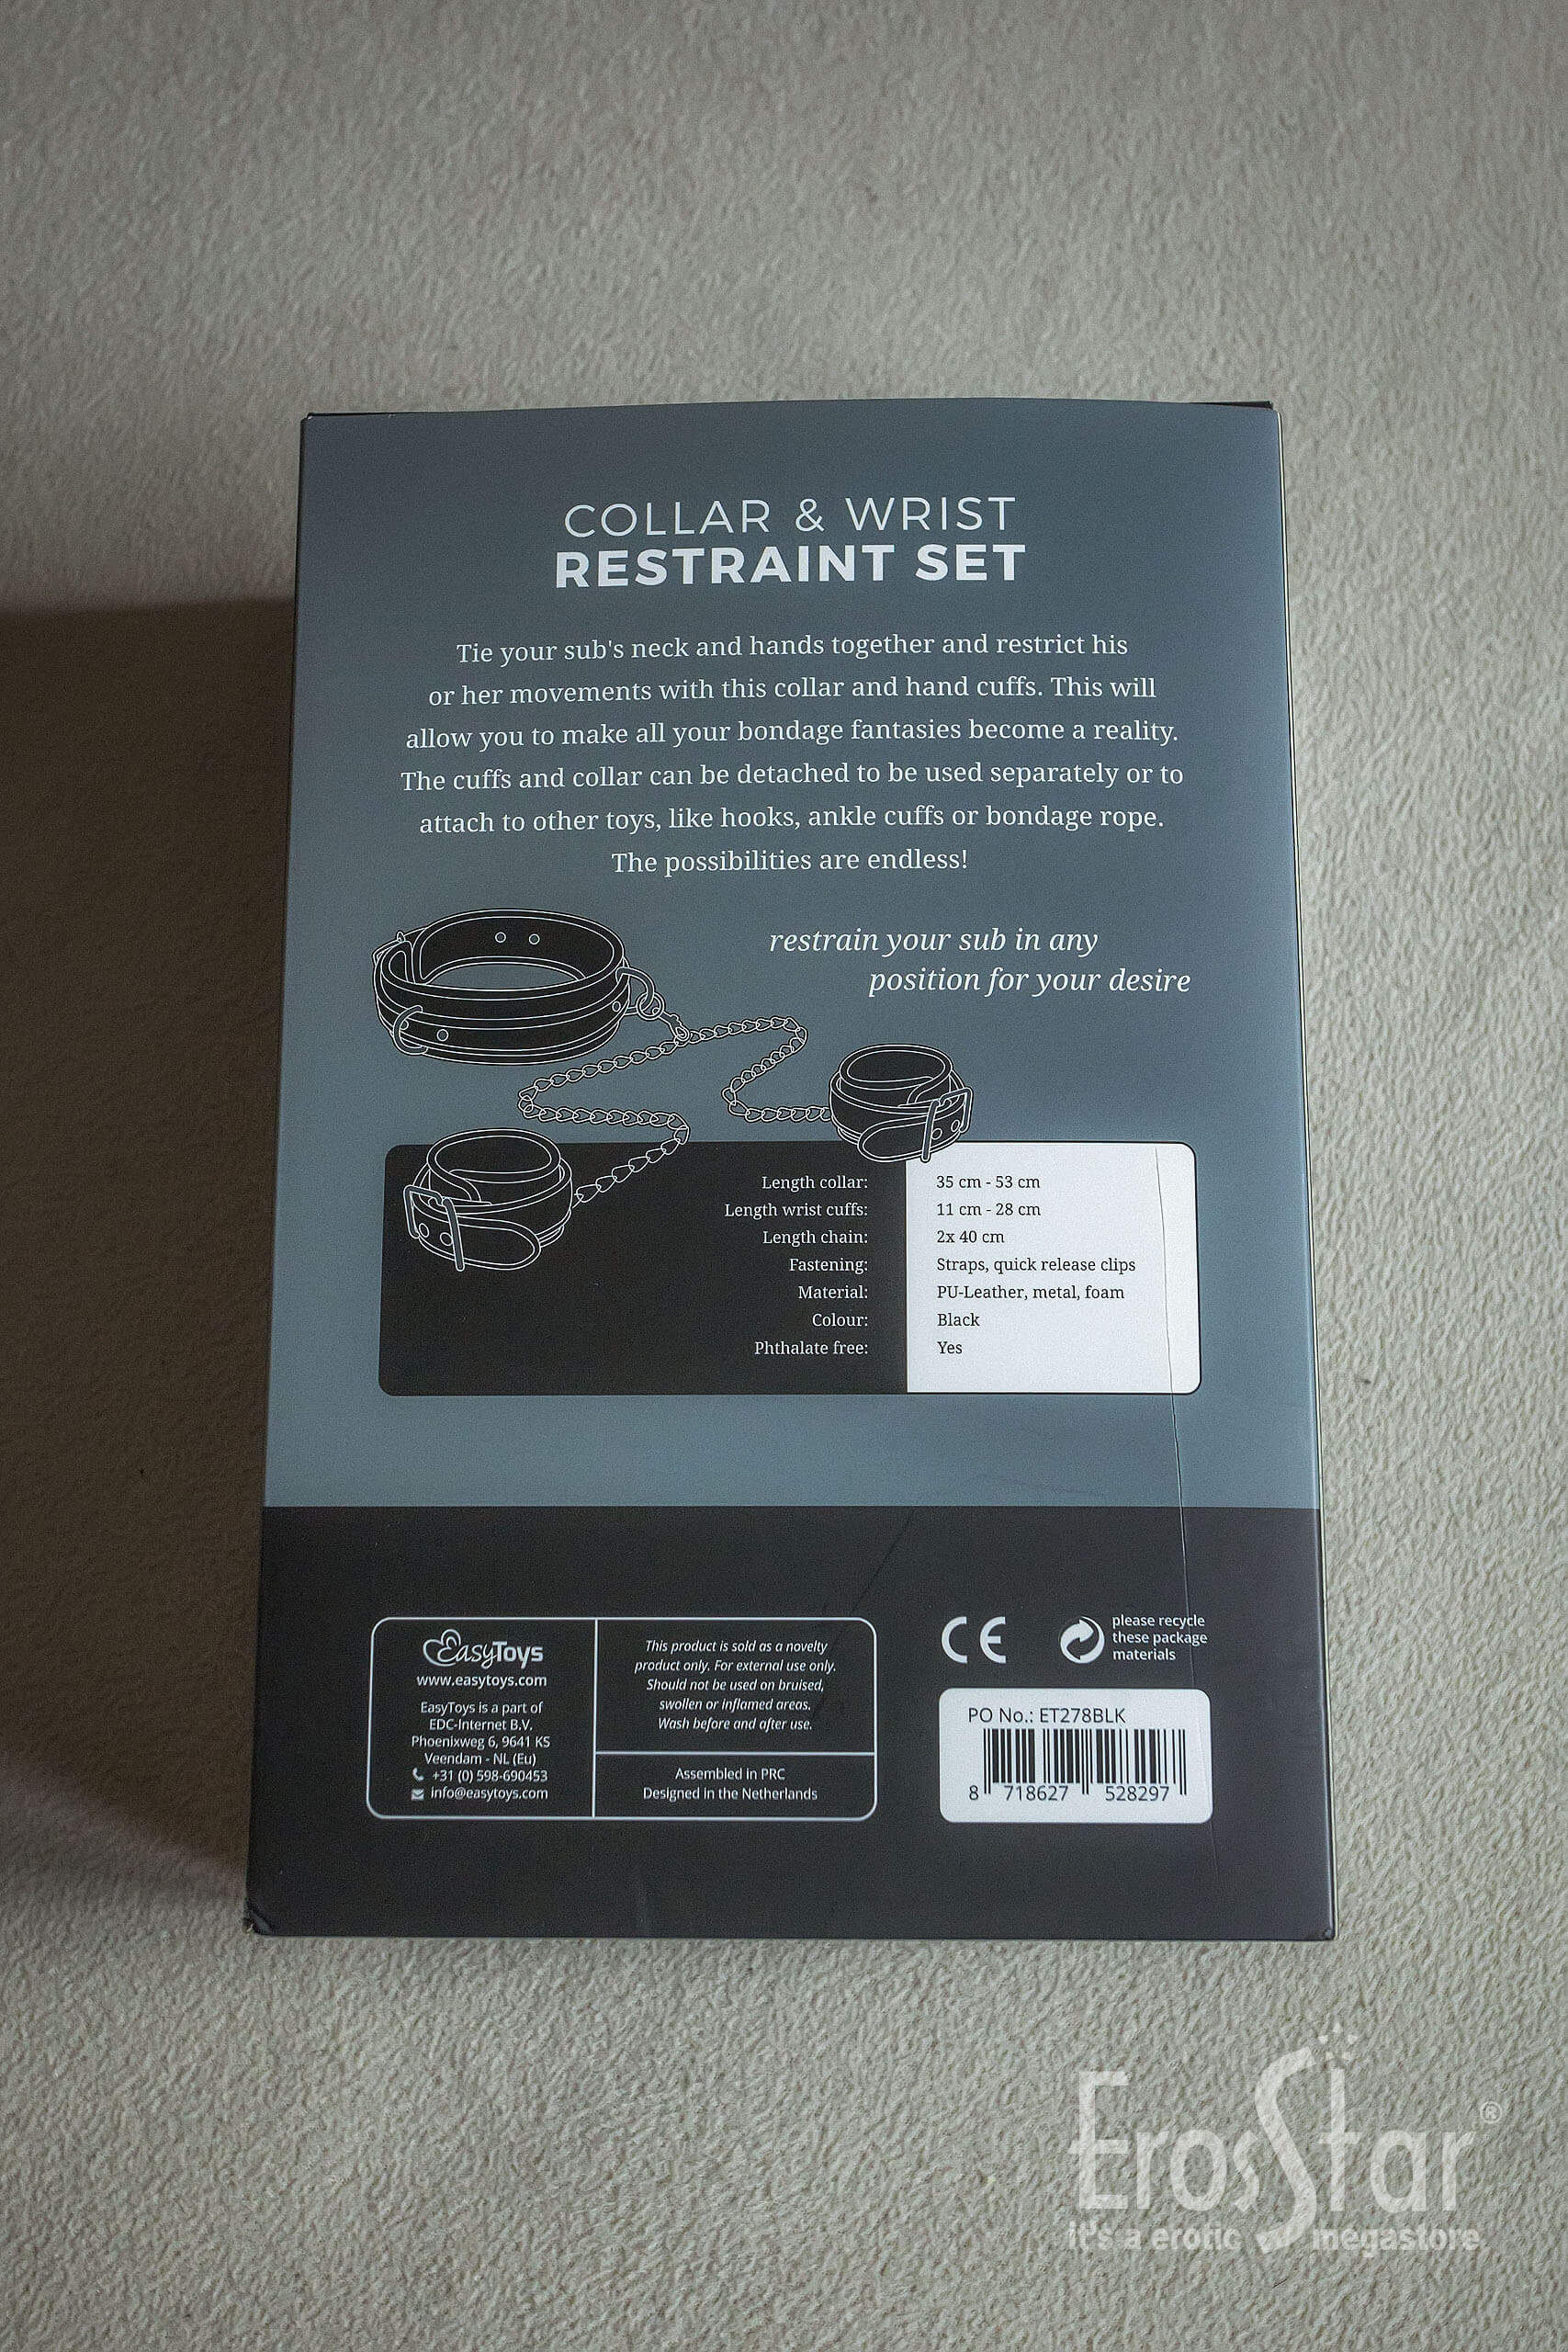 COLLAR & WRIST
RESTRAINT SET
Tie your sub's neck and hands together and restrict his
or her movements with this collar and hand cuffs. This will
allow you to make all your bondage fantasies become a reality.
The cuffs and collar can be detached to be used separately or to
attach to other toys, like hooks, ankle cuffs or bondage rope.
The possibilities are endless!
restrain your sub in any
position for your desire
Length collar: 35 cm - 53 cm
Length wrist cuffs: 11 cm - 28 cm
Length chain: 2x 40 cm
Fastening: Straps, quick release clips
Material: PU-Leather, metal, foam
Colour: Black
Phthalate free: Yes
EasyToys
www.easytoys.com
EasyToys is a part of
EDC-Internet B.V.
Phoenixweg 6, 9641 KS
Veendam - NL (Eu)
+31 (0) 598-690453
info@easytoys.com
This product is sold as a novelty
product only. For external use only.
Should not be used on bruised,
swollen or inflamed areas.
Wash before and after use.
Assembled in PRC
Designed in the Netherlands
CE
please recycle
these package
materials
PO No.: ET278BLK
8 718627 528297
ErosStar®
it's a erotic megastore